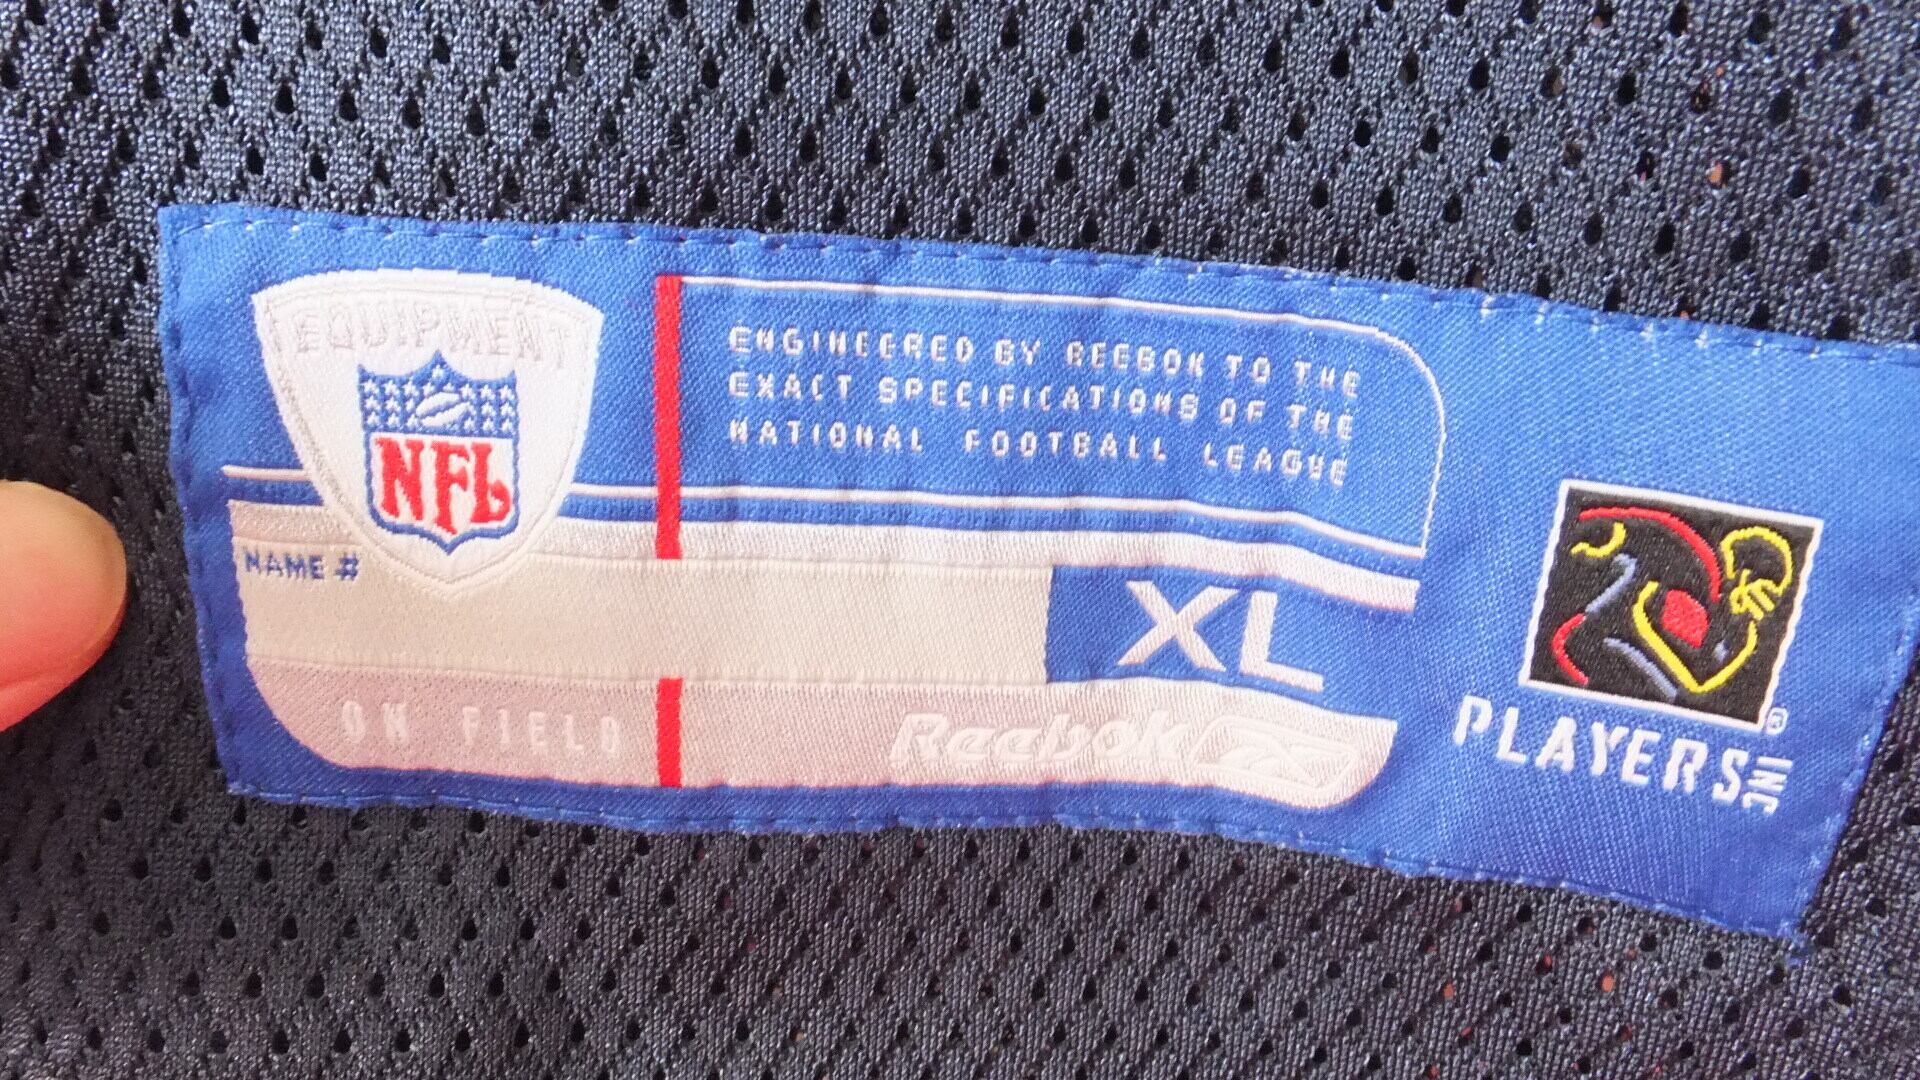 EQUIPMENT
NFL
ENGINEERED BY REEBOK TO THE
EXACT SPECIFICATIONS OF THE
NATIONAL FOOTBALL LEAGUE
NAME #
XL
ON FIELD
Reebok
PLAYERS INC
®